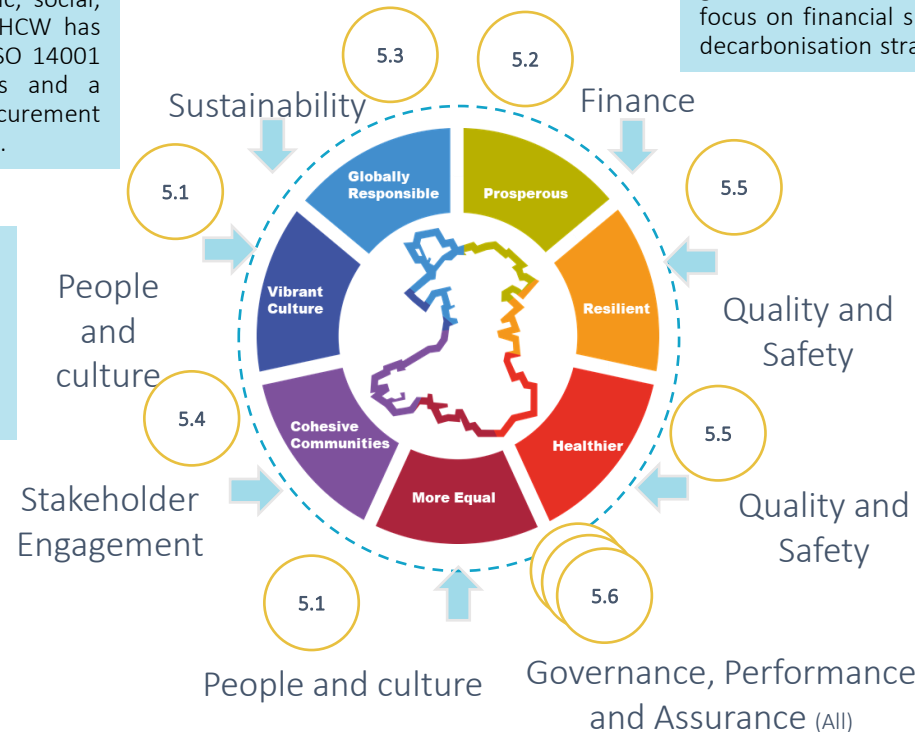 ic, social,
HCW has
SO 14001
s and a
curement
.
focus on financial s
decarbonisation stra
5.3
5.2
Sustainability
Finance
5.1
5.5
Globally
Responsible
Prosperous
People
and
culture
Vibrant
Culture
Resilient
Quality and
Safety
5.4
5.5
Cohesive
Communities
Healthier
More Equal
Stakeholder
Engagement
Quality and
Safety
5.1
5.6
People and culture
Governance, Performance
and Assurance (All)